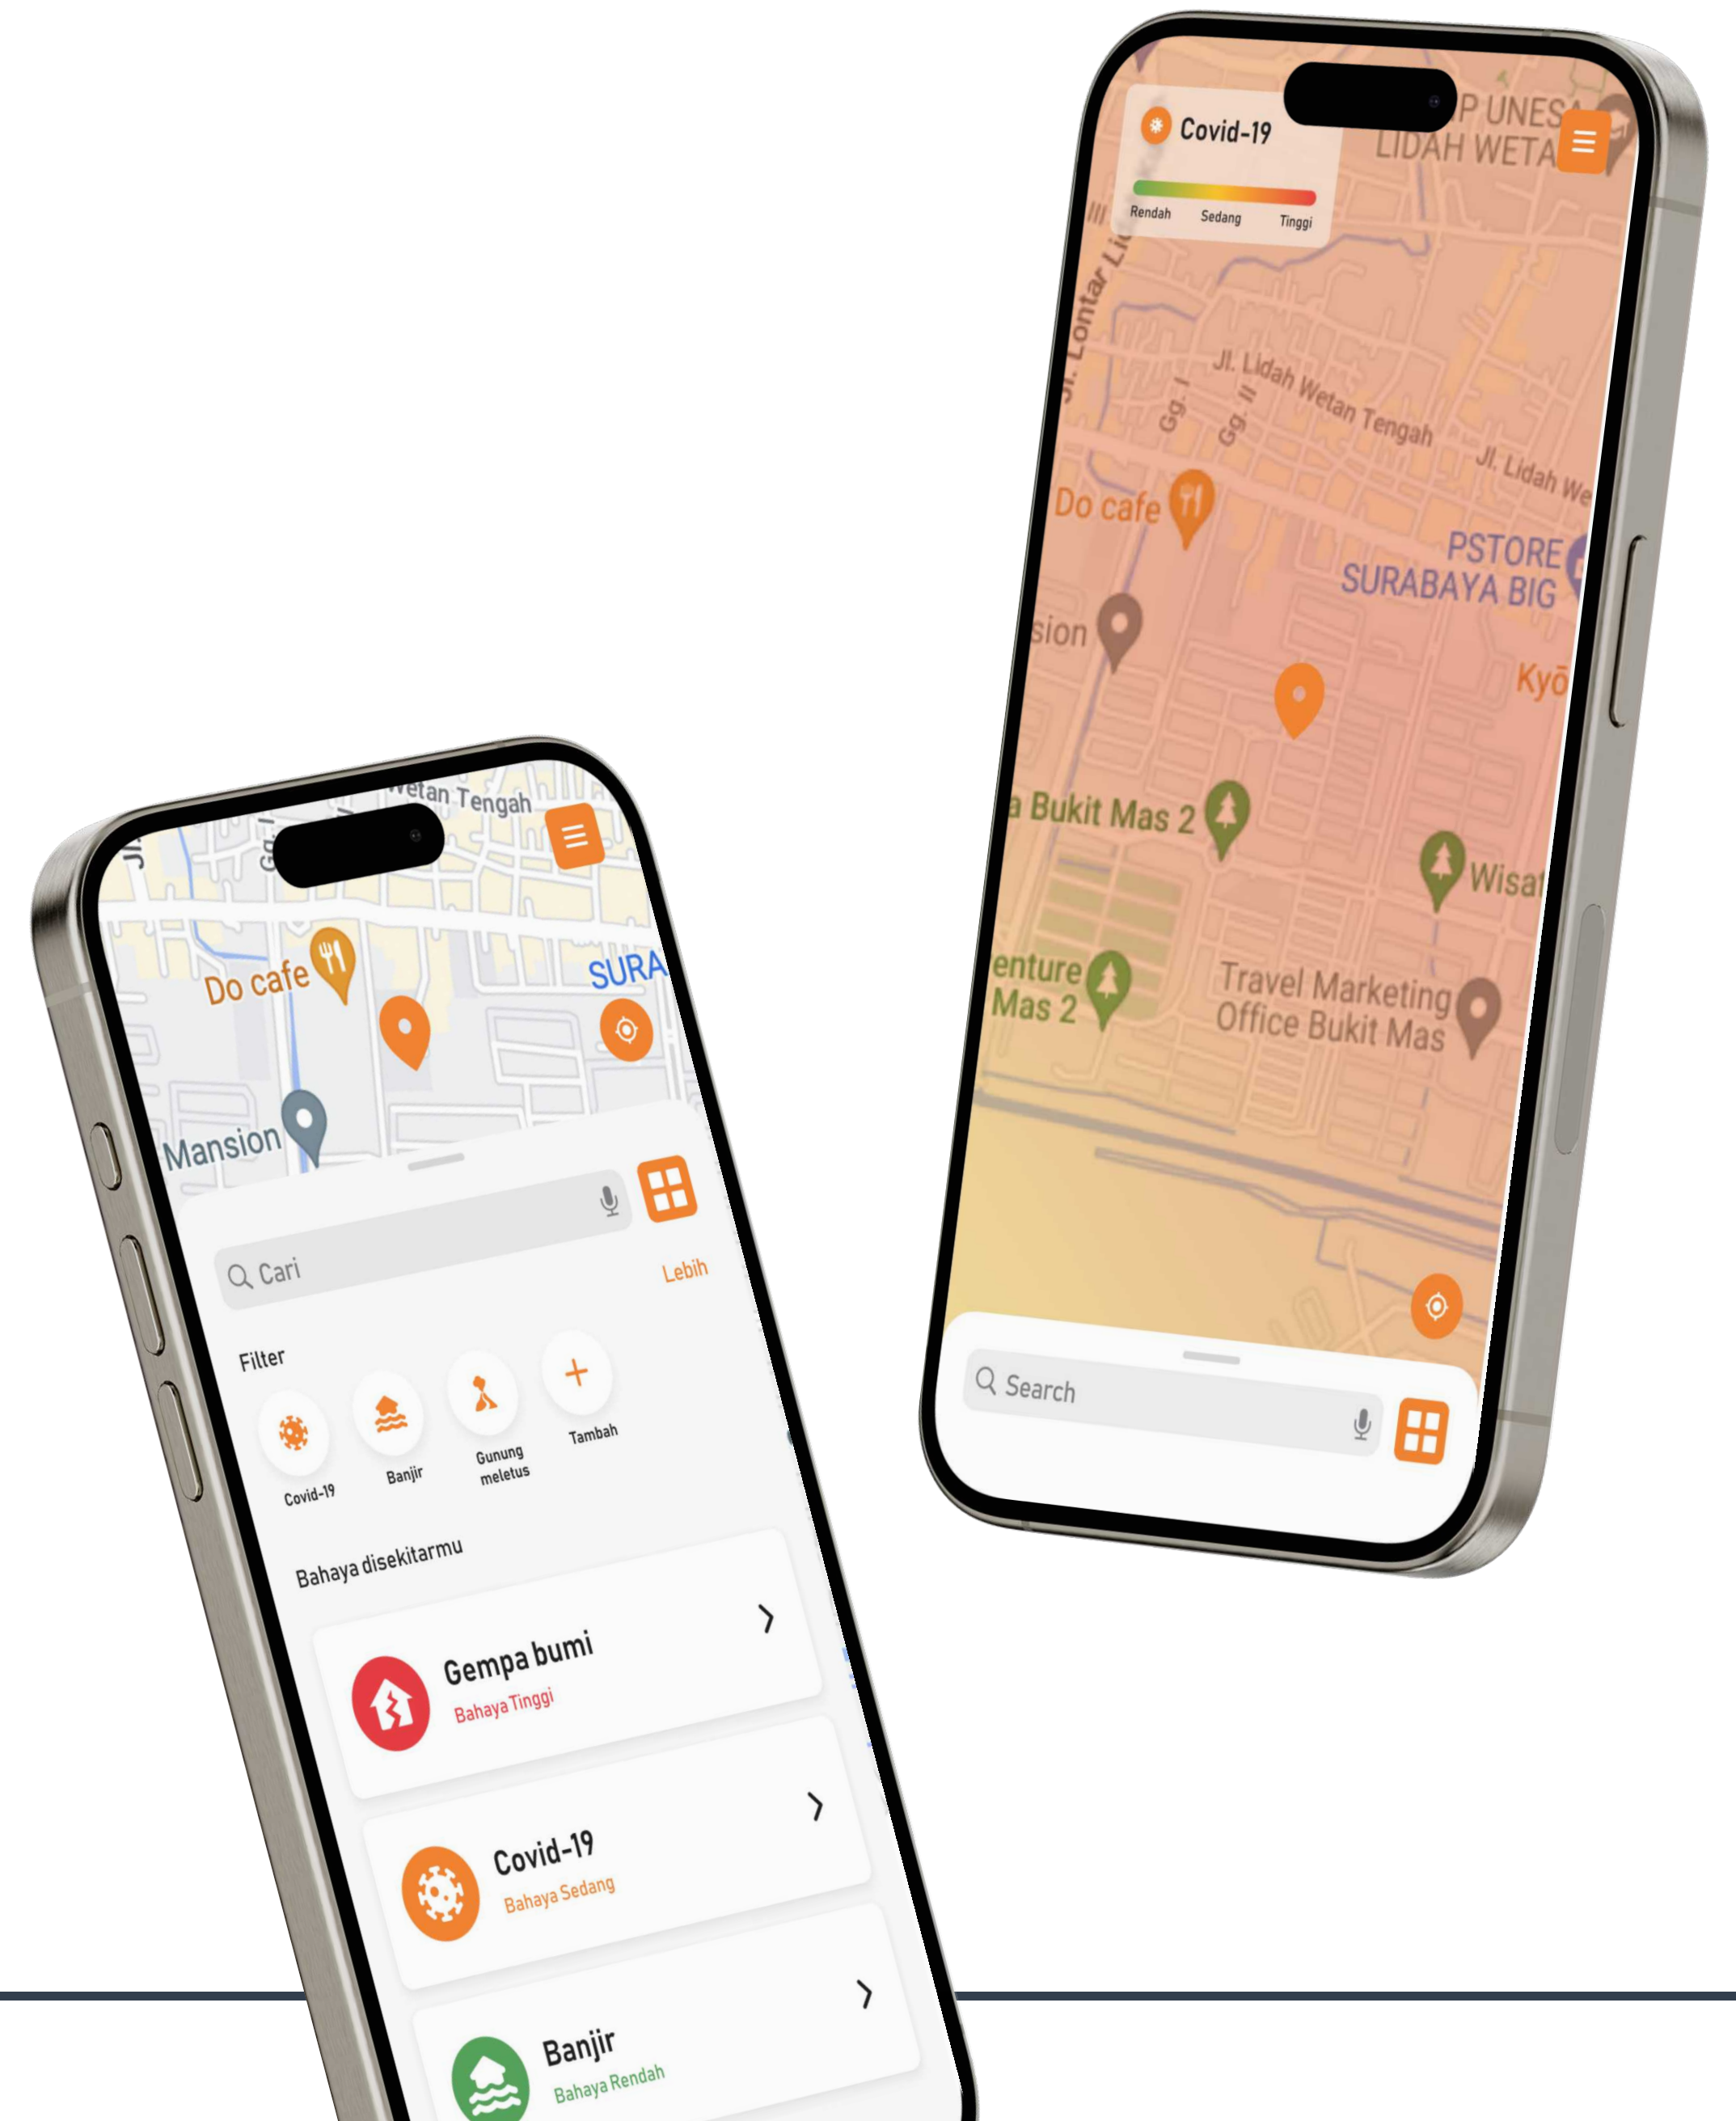 Covid-19
Rendah Sedang Tinggi
P UNESA
LIDAH WETA
Jl. Lontar Lid
Jl. Lidah Wetan Tengah
Gg. I
Gg. II
Jl. Lidah We
Do cafe
PSTORE
SURABAYA BIG
sion
Kyō
a Bukit Mas 2
Wisat
enture
Mas 2
Travel Marketing
Office Bukit Mas
Search
Wetan Tengah
Jl.
Gg. I
Do cafe
SURA
Mansion
Cari
Lebih
Filter
Covid-19
Banjir
Gunung
meletus
Tambah
Bahaya disekitarmu
Gempa bumi
Bahaya Tinggi
Covid-19
Bahaya Sedang
Banjir
Bahaya Rendah